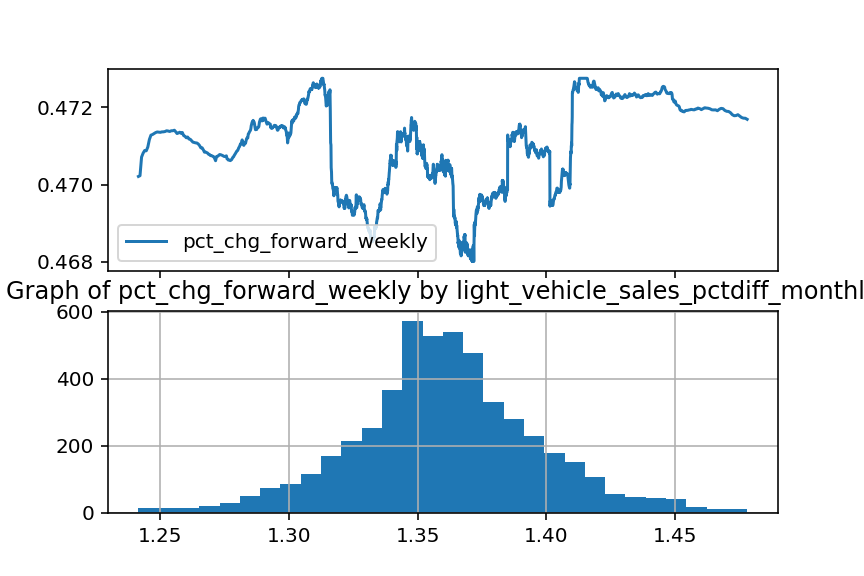 0.472
0.470
0.468
pct_chg_forward_weekly
Graph of pct_chg_forward_weekly by light_vehicle_sales_pctdiff_monthl
600
400
200
0
1.25 1.30 1.35 1.40 1.45